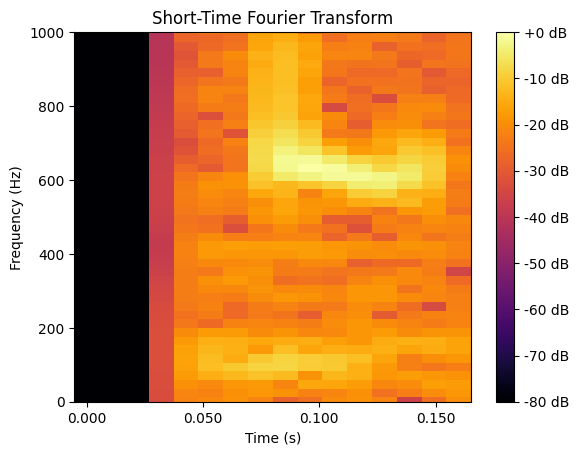 Short-Time Fourier Transform
Frequency (Hz)
1000
800
600
400
200
0
0.000
0.050
0.100
0.150
Time (s)
+0 dB
-10 dB
-20 dB
-30 dB
-40 dB
-50 dB
-60 dB
-70 dB
-80 dB